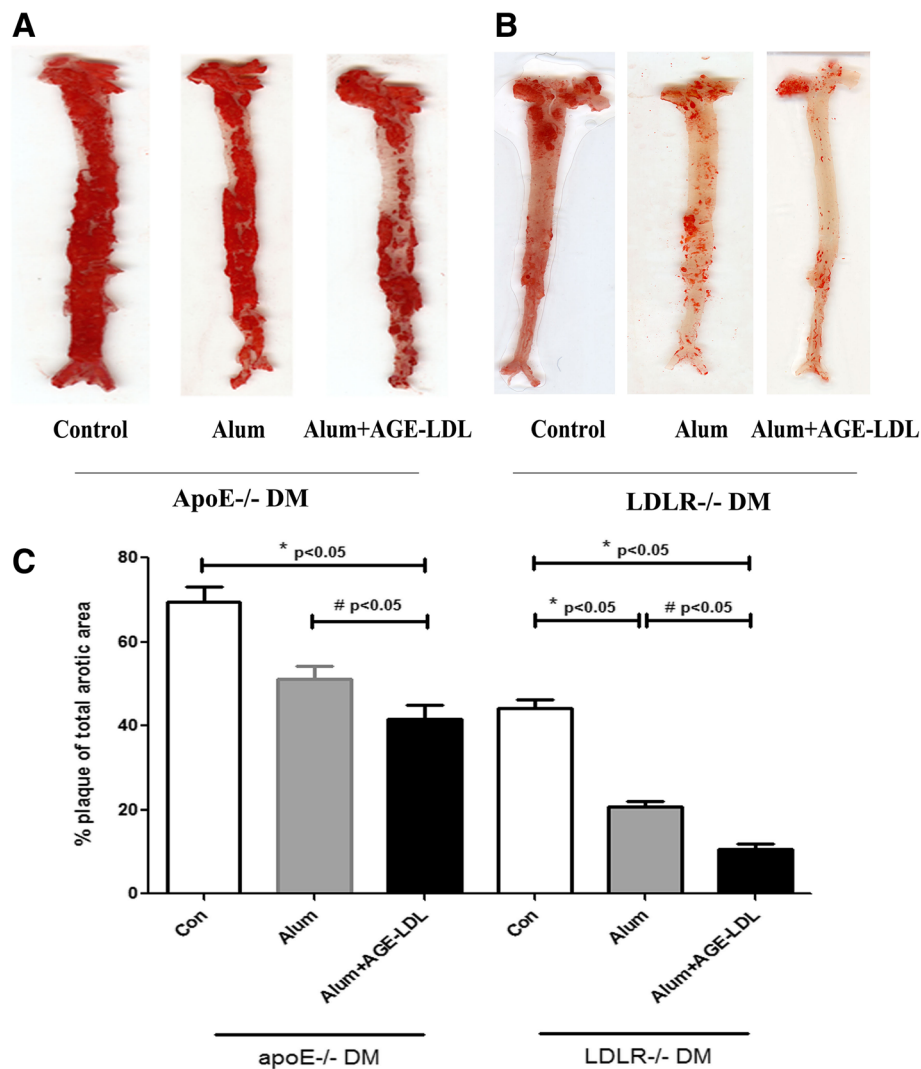 A
B
Control Alum Alum+AGE-LDL
Control Alum Alum+AGE-LDL
ApoE-/- DM
LDLR-/- DM
C
% plaque of total arotic area
80
60
40
20
0
* p<0.05
# p<0.05
* p<0.05
* p<0.05
# p<0.05
Con
Alum
Alum+AGE-LDL
Con
Alum
Alum+AGE-LDL
apoE-/- DM
LDLR-/- DM